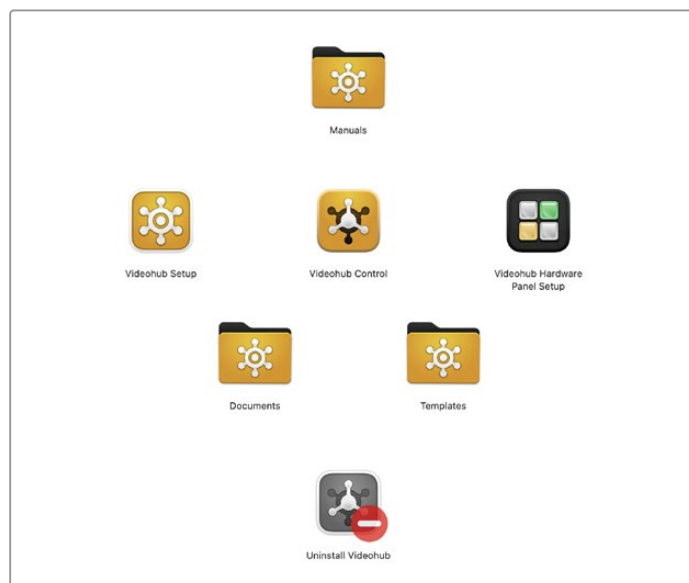 Manuals
Videohub Setup
Videohub Control
Videohub Hardware
Panel Setup
Documents
Templates
Uninstall Videohub